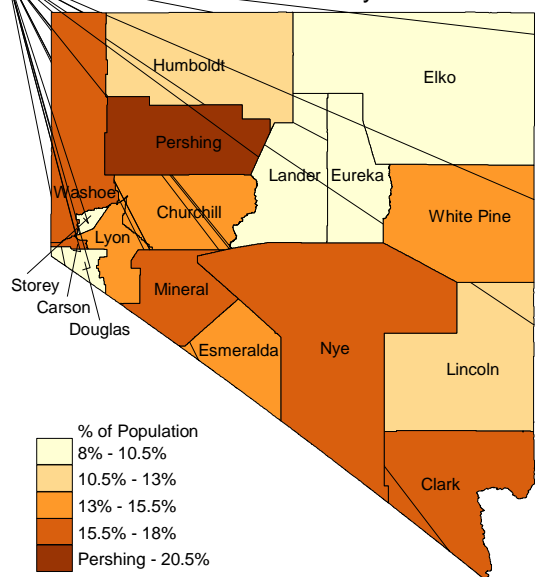 Humboldt
Elko
Pershing
Lander
Eureka
Washoe
Churchill
White Pine
Lyon
Storey
Mineral
Carson
Douglas
Esmeralda
Nye
Lincoln
Clark
% of Population
8% - 10.5%
10.5% - 13%
13% - 15.5%
15.5% - 18%
Pershing - 20.5%